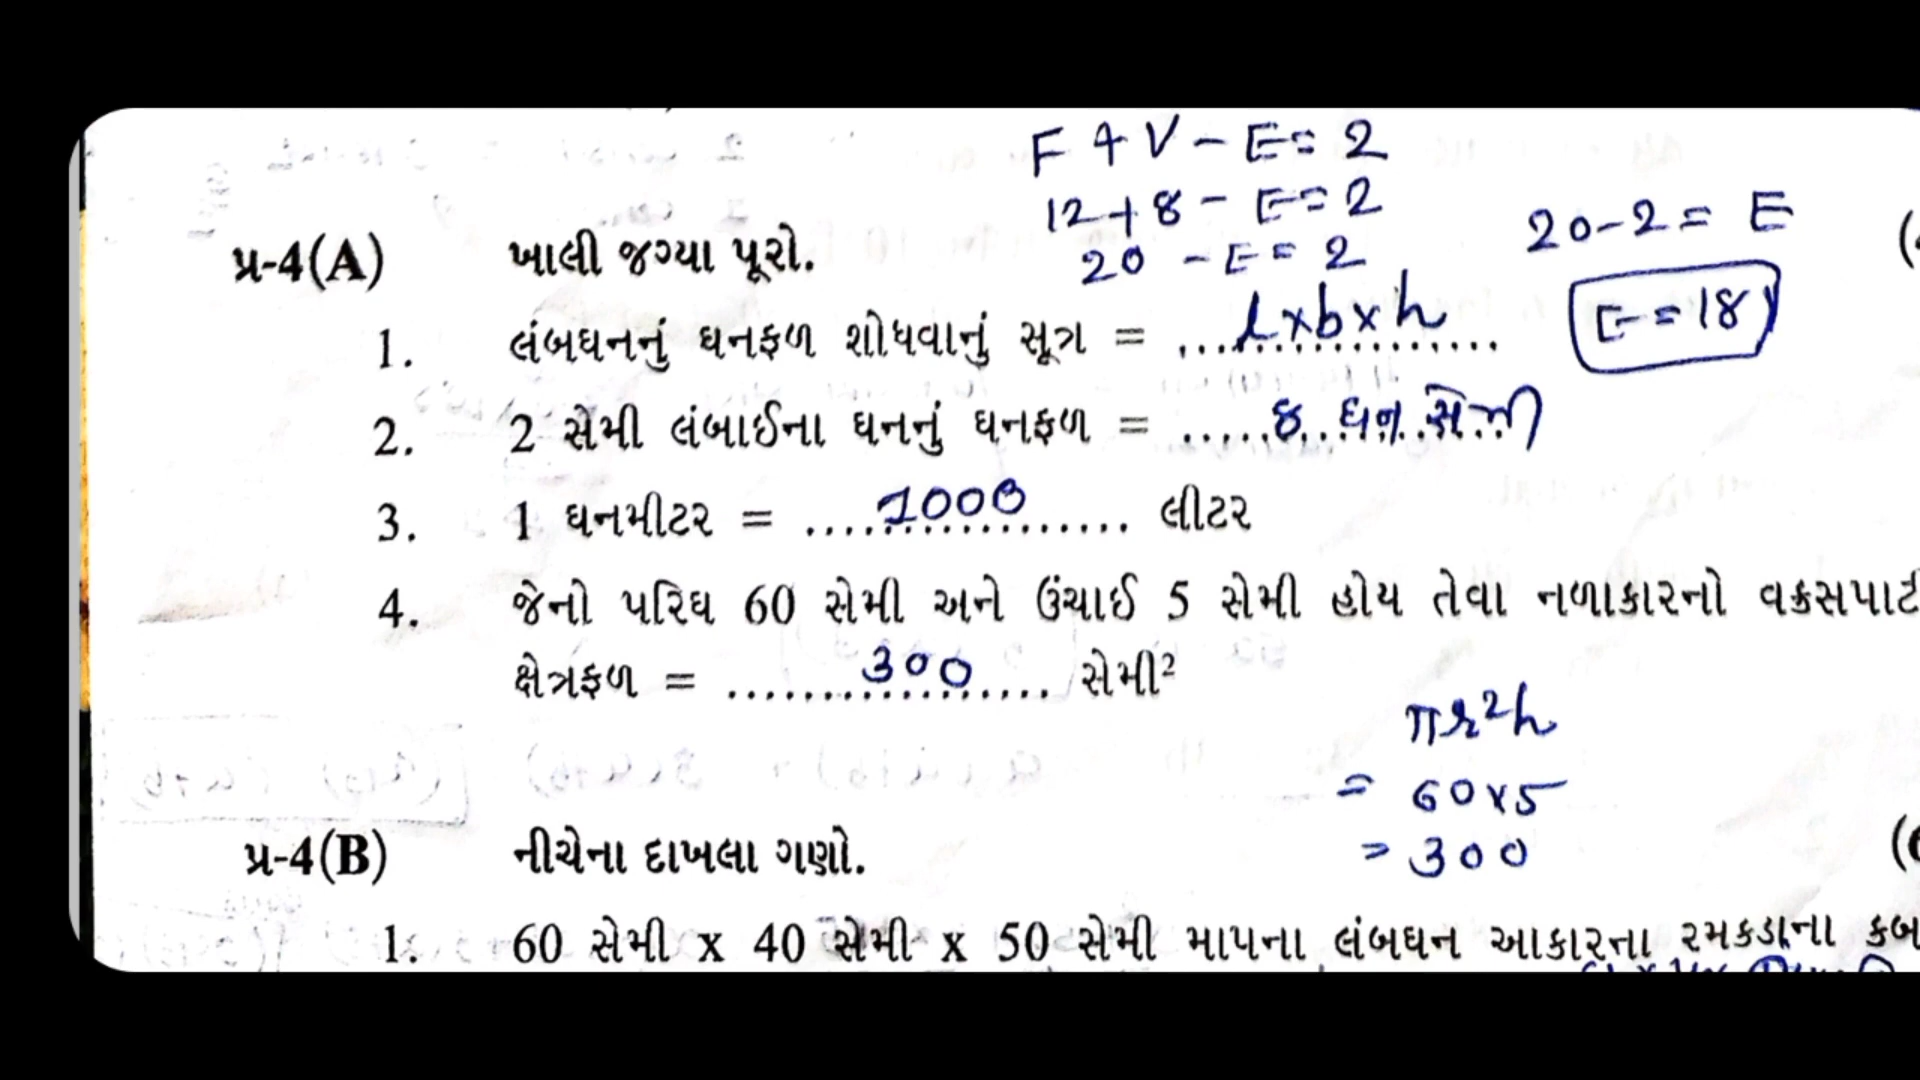 F + V - E = 2
12 + 8 - E = 2
20 - E = 2
20 - 2 = E
E = 18
પ્ર-4(A) ખાલી જગ્યા પૂરો.
1. લંબઘનનું ઘનફળ શોધવાનું સૂત્ર = l x b x h
2. 2 સેમી લંબાઈના ઘનનું ઘનફળ = 8 ઘન સેમી
3. 1 ઘનમીટર = 1000 લીટર
4. જેનો પરિઘ 60 સેમી અને ઉંચાઈ 5 સેમી હોય તેવા નળાકારનો વક્રસપાટ
ક્ષેત્રફળ = 300 સેમી²
πr²h
= 60 x 5
= 300
પ્ર-4(B) નીચેના દાખલા ગણો.
1. 60 સેમી x 40 સેમી x 50 સેમી માપના લંબઘન આકારના રમકડાંના